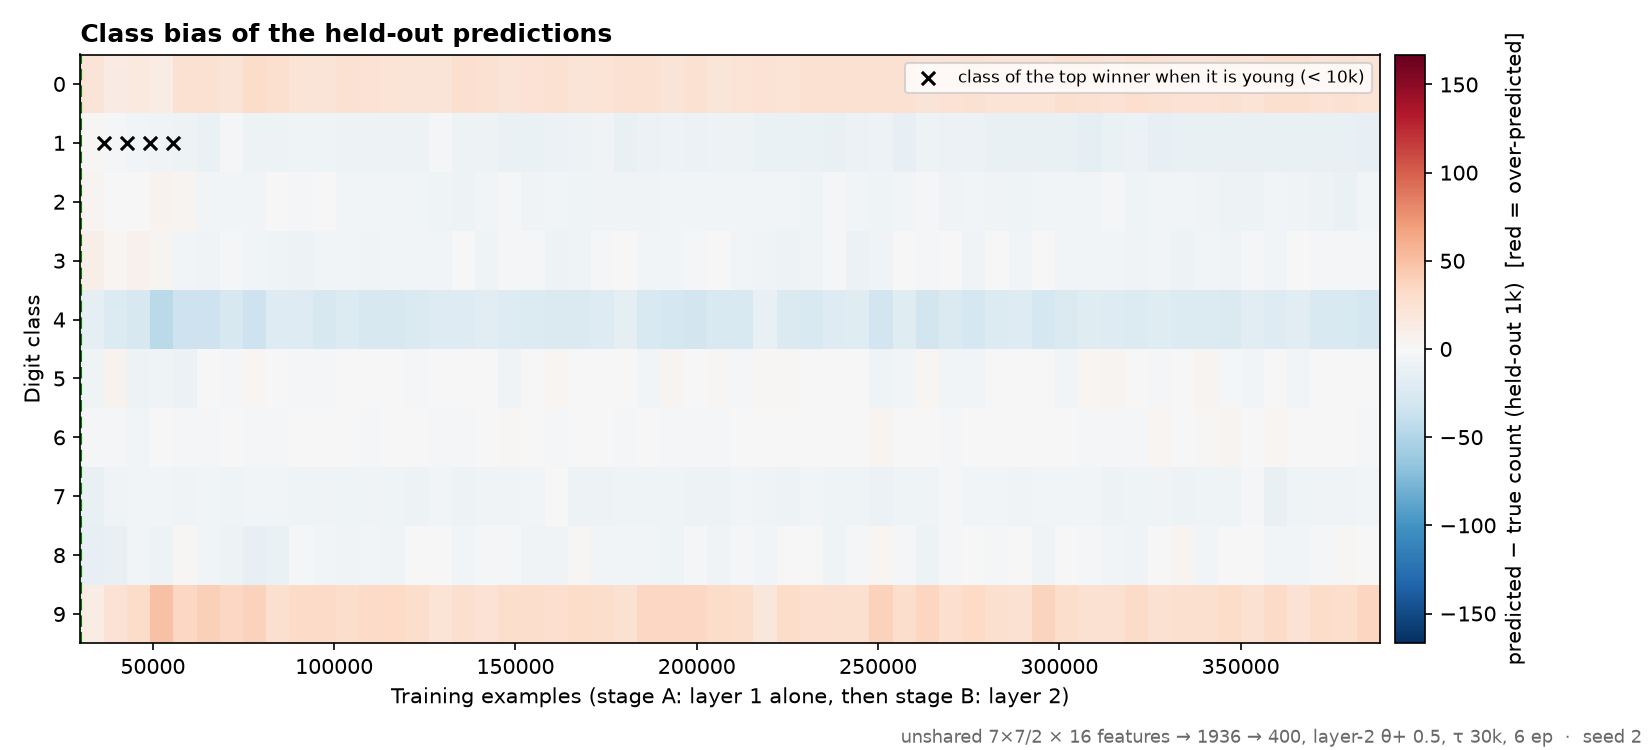 Class bias of the held-out predictions
class of the top winner when it is young (< 10k)
Digit class
0
1
2
3
4
5
6
7
8
9
50000 100000 150000 200000 250000 300000 350000
Training examples (stage A: layer 1 alone, then stage B: layer 2)
150
100
50
0
−50
−100
−150
predicted − true count (held-out 1k) [red = over-predicted]
unshared 7×7/2 × 16 features → 1936 → 400, layer-2 θ+ 0.5, τ 30k, 6 ep · seed 2